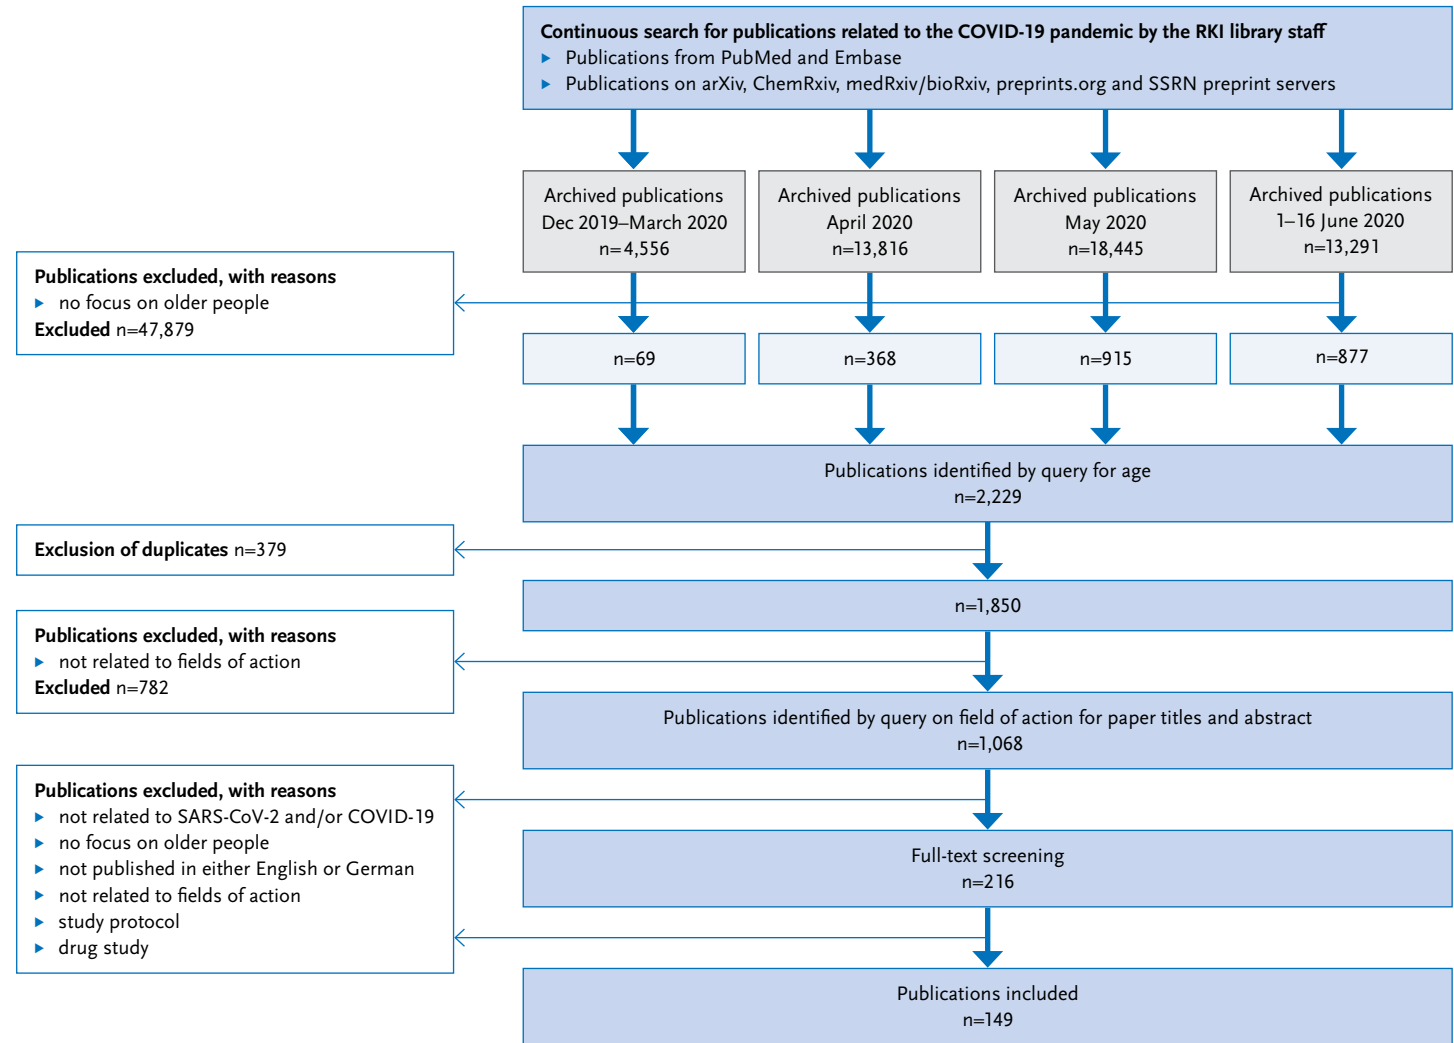 Continuous search for publications related to the COVID-19 pandemic by the RKI library staff
▶ Publications from PubMed and Embase
▶ Publications on arXiv, ChemRxiv, medRxiv/bioRxiv, preprints.org and SSRN preprint servers
Archived publications
Dec 2019–March 2020
n=4,556
Archived publications
April 2020
n=13,816
Archived publications
May 2020
n=18,445
Archived publications
1–16 June 2020
n=13,291
Publications excluded, with reasons
▶ no focus on older people
Excluded n=47,879
n=69
n=368
n=915
n=877
Publications identified by query for age
n=2,229
Exclusion of duplicates n=379
n=1,850
Publications excluded, with reasons
▶ not related to fields of action
Excluded n=782
Publications identified by query on field of action for paper titles and abstract
n=1,068
Publications excluded, with reasons
▶ not related to SARS-CoV-2 and/or COVID-19
▶ no focus on older people
▶ not published in either English or German
▶ not related to fields of action
▶ study protocol
▶ drug study
Full-text screening
n=216
Publications included
n=149